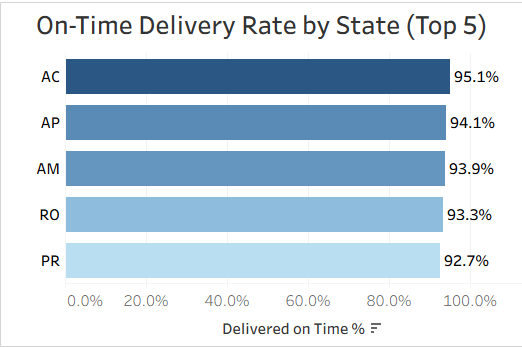 On-Time Delivery Rate by State (Top 5)
AC 95.1%
AP 94.1%
AM 93.9%
RO 93.3%
PR 92.7%
0.0% 20.0% 40.0% 60.0% 80.0% 100.0%
Delivered on Time %